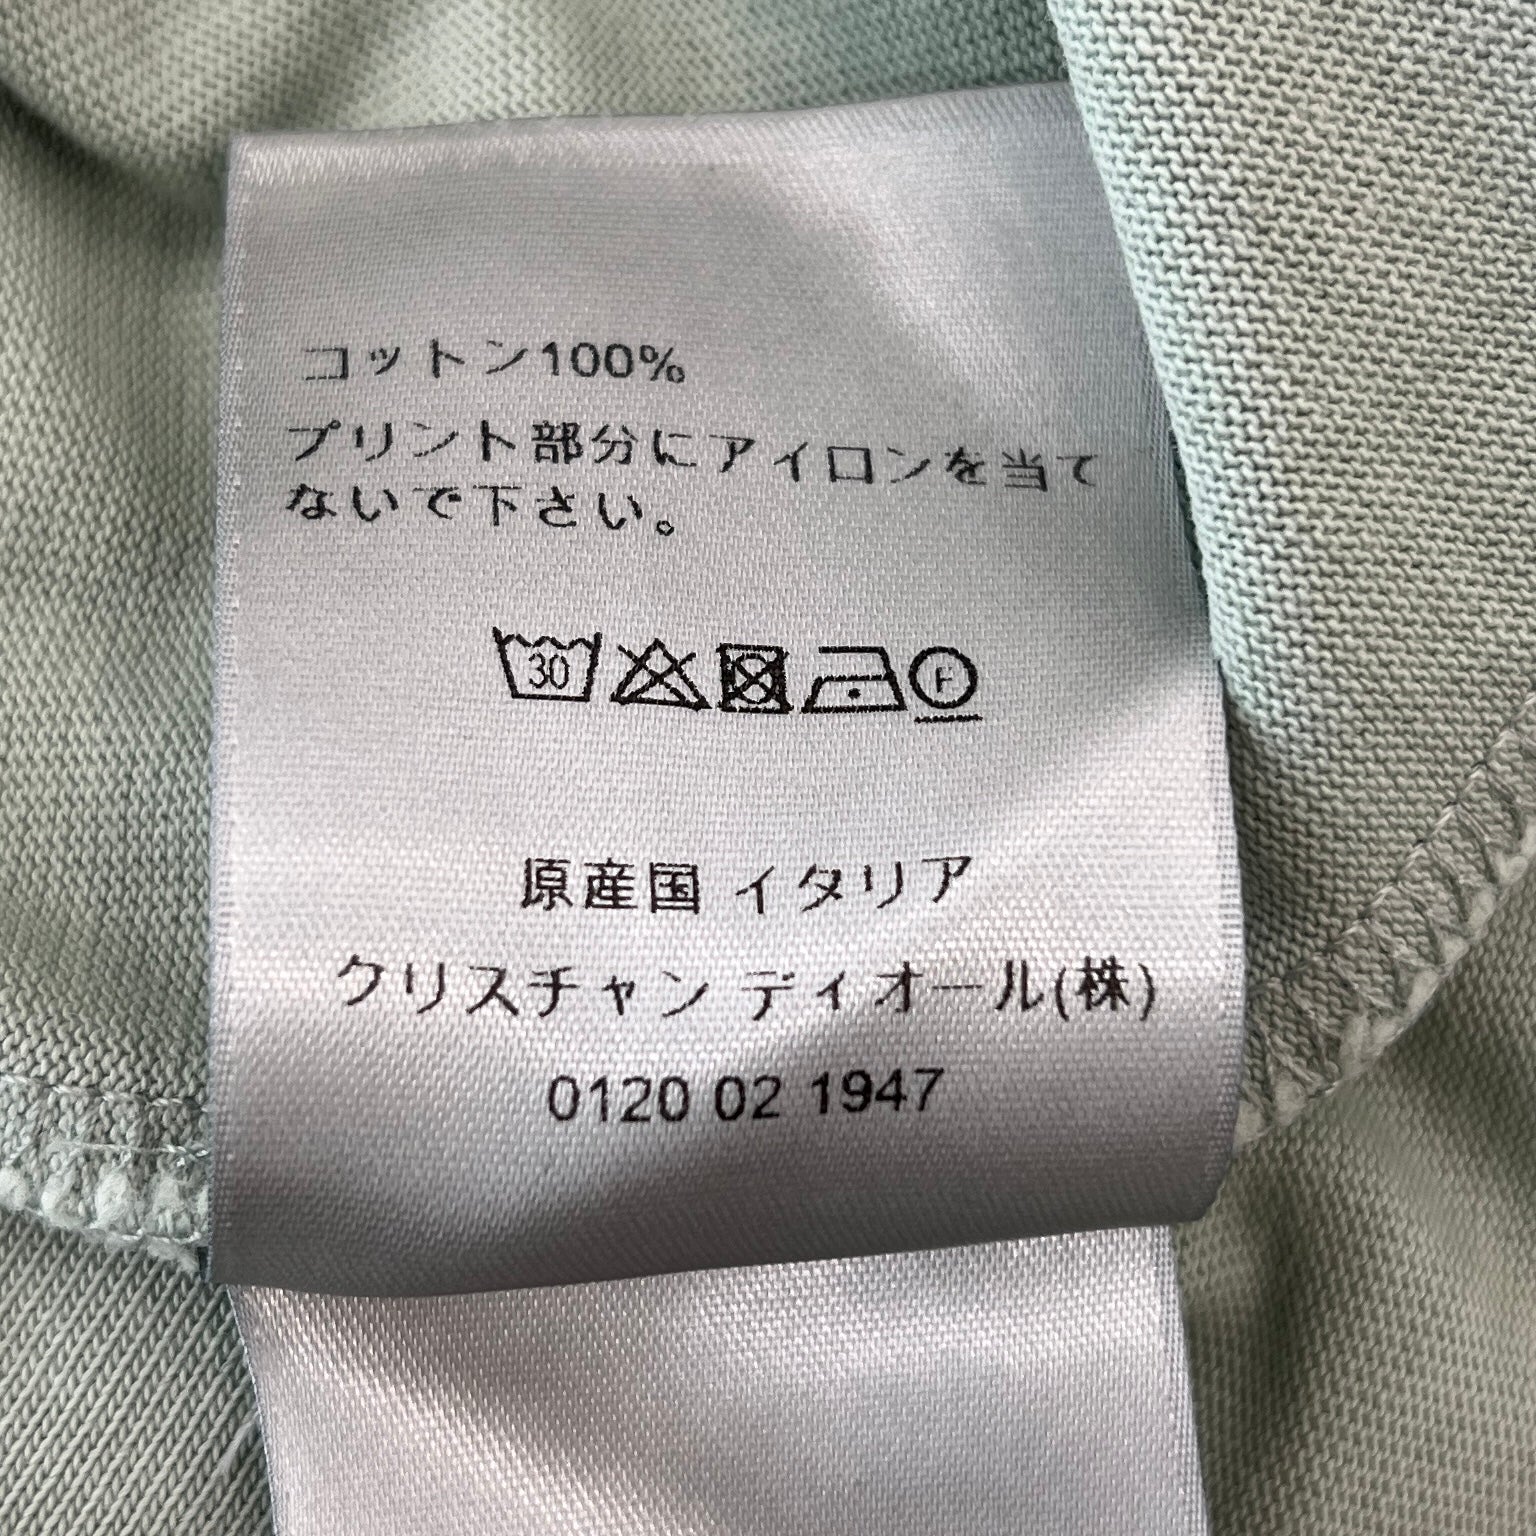 コットン100%
プリント部分にアイロンを当て
ないで下さい。
30
F
原産国 イタリア
クリスチャン ディオール(株)
0120 02 1947